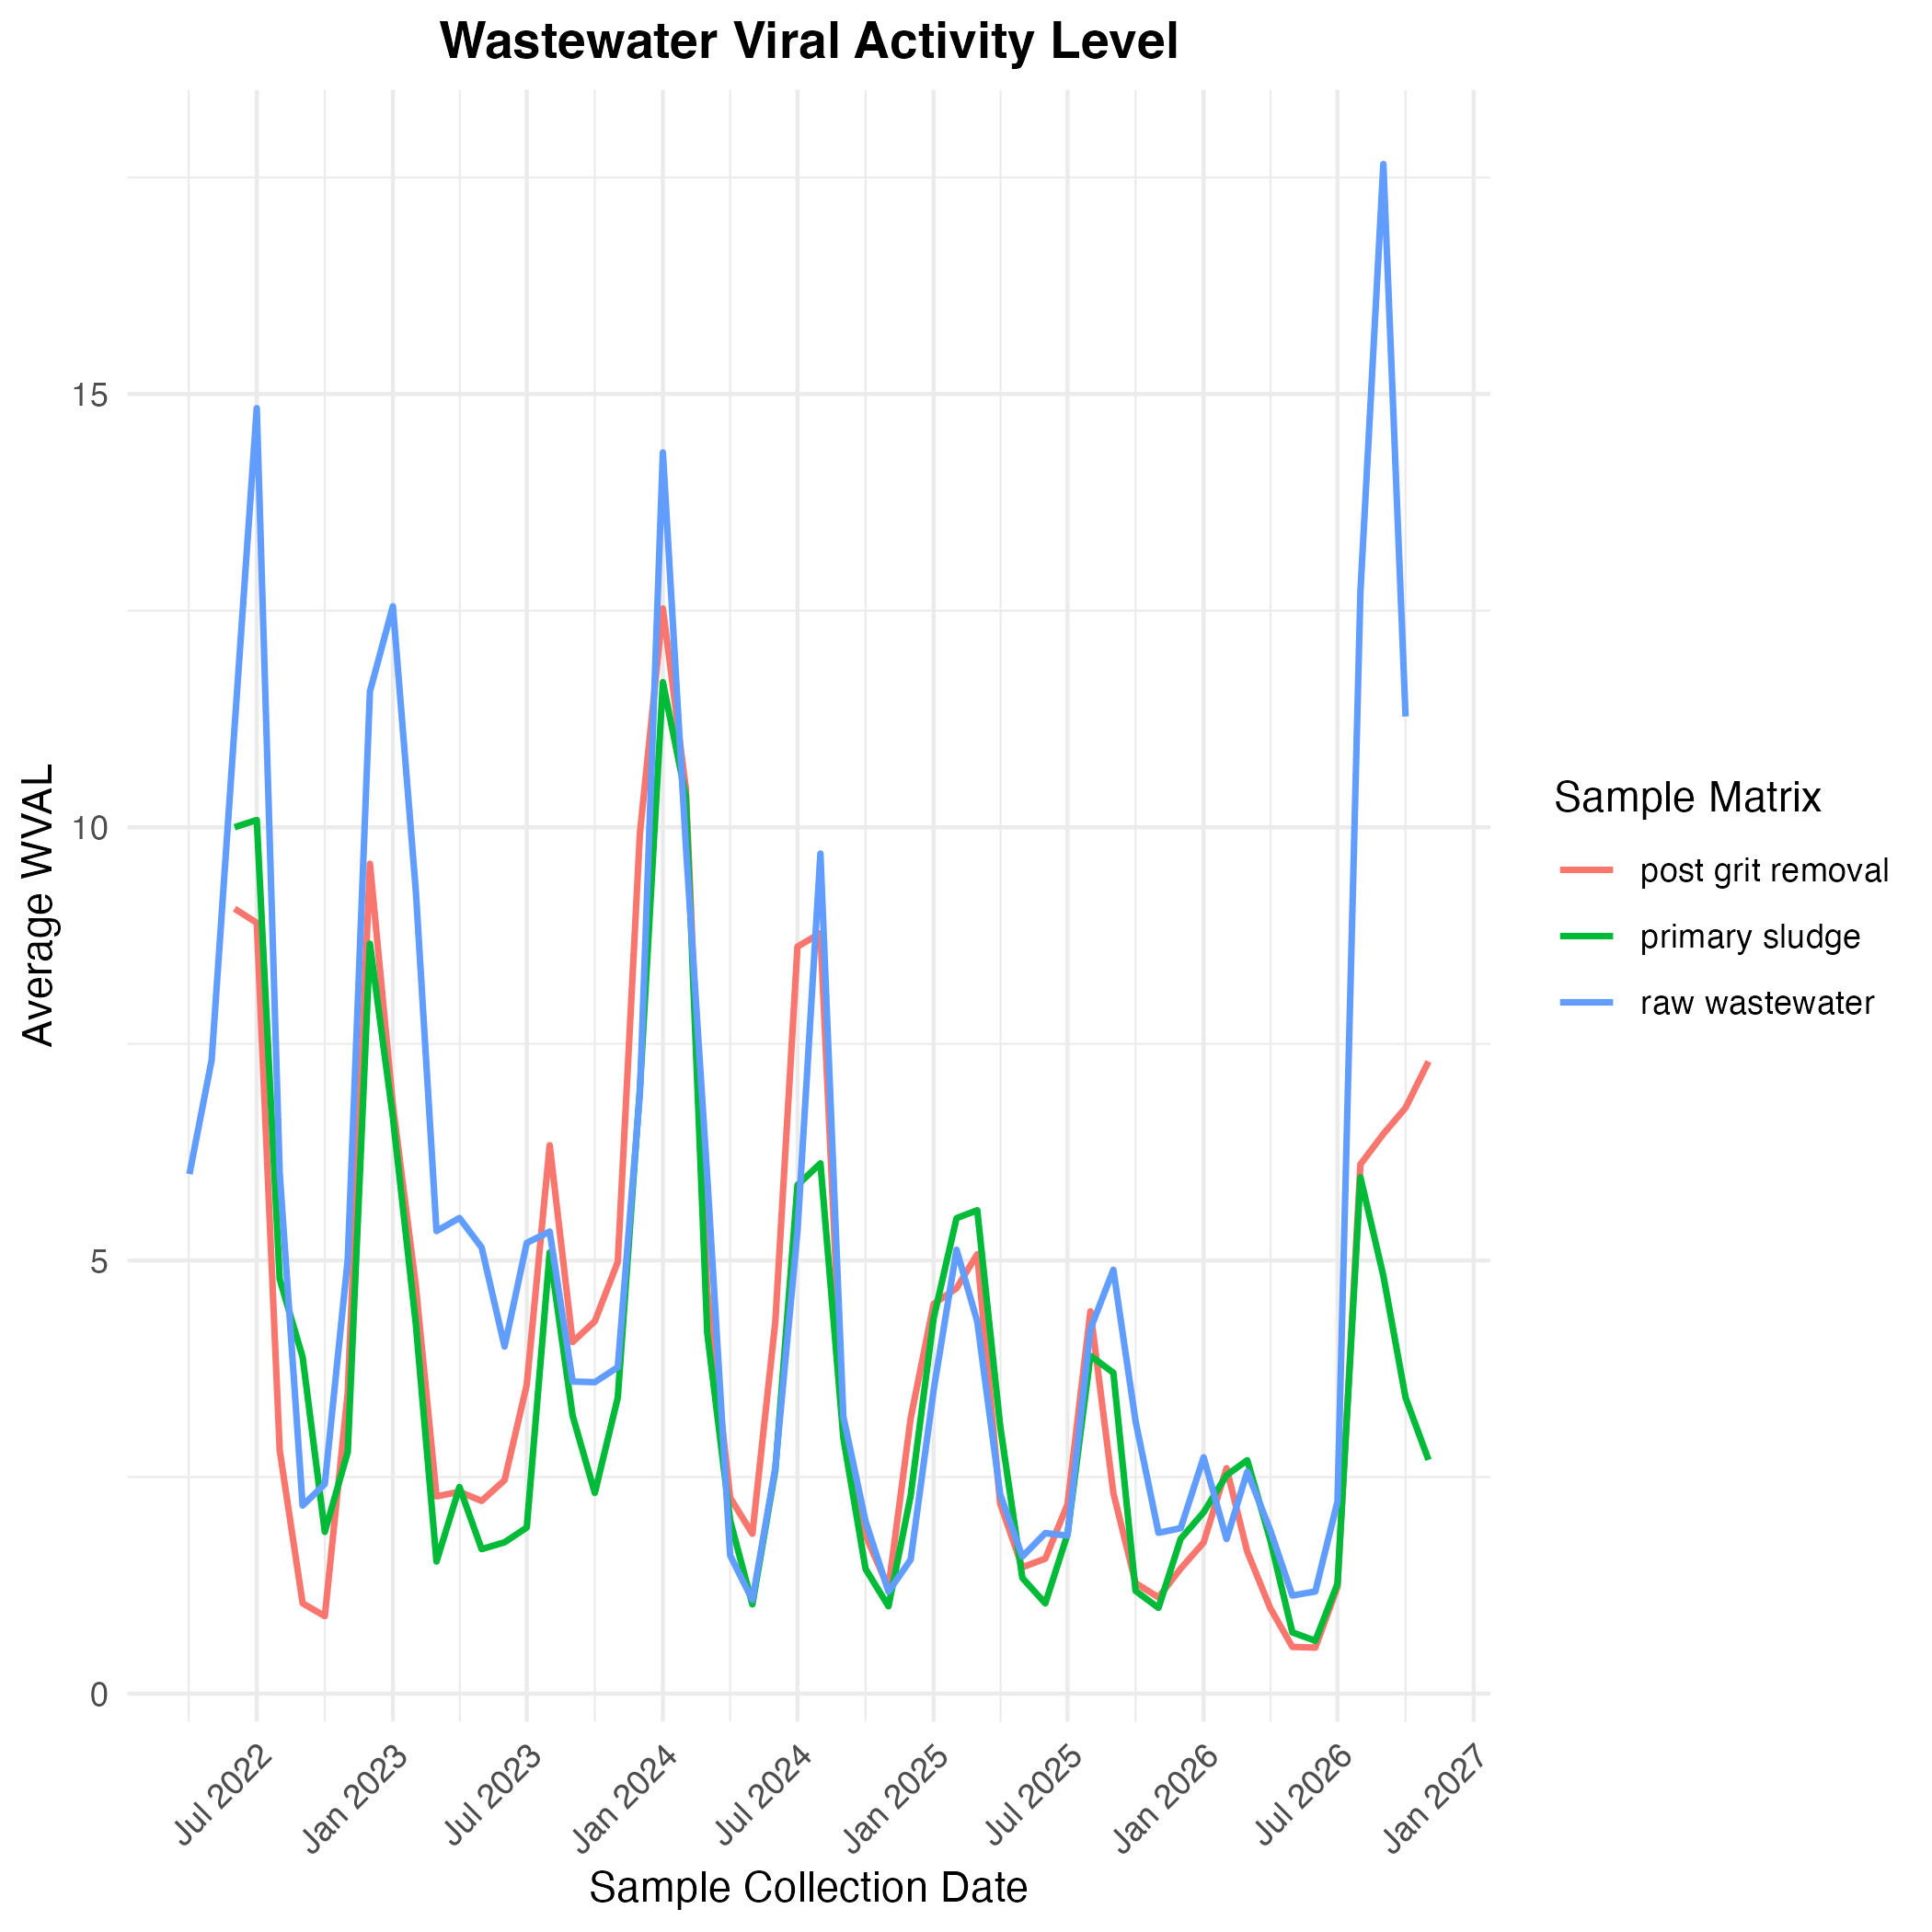 Wastewater Viral Activity Level
Average WVAL
15
10
5
0
Jul 2022
Jan 2023
Jul 2023
Jan 2024
Jul 2024
Jan 2025
Jul 2025
Jan 2026
Jul 2026
Jan 2027
Sample Collection Date
Sample Matrix
post grit removal
primary sludge
raw wastewater